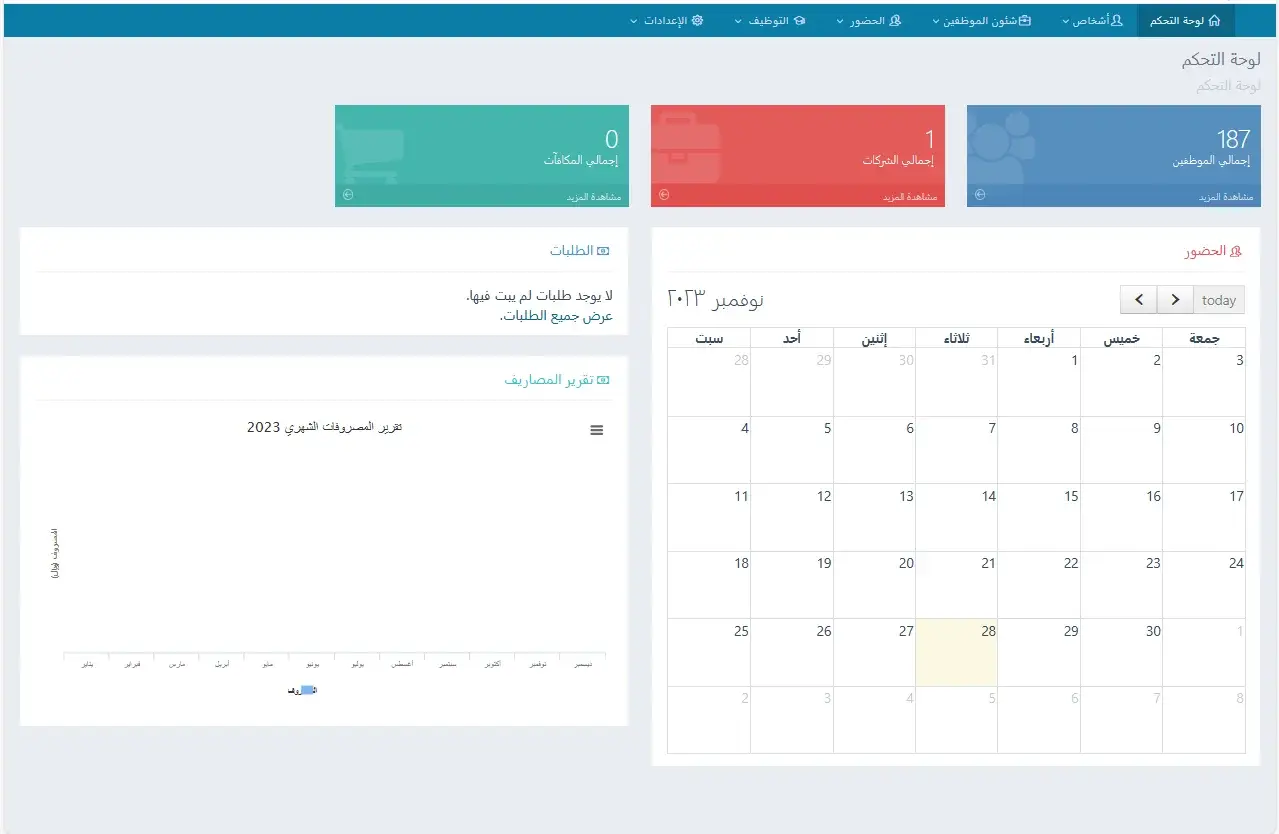 لوحة التحكم
أشخاص
شئون الموظفين
الحضور
التوظيف
الإعدادات
لوحة التحكم
لوحة التحكم
187
إجمالي الموظفين
مشاهدة المزيد
1
إجمالي الشركات
مشاهدة المزيد
0
إجمالي المكافآت
مشاهدة المزيد
الحضور
today
نوفمبر ٢٠٢٣
سبت أحد إثنين ثلاثاء أربعاء خميس جمعة
28 29 30 31 1 2 3
4 5 6 7 8 9 10
11 12 13 14 15 16 17
18 19 20 21 22 23 24
25 26 27 28 29 30 1
2 3 4 5 6 7 8
الطلبات
لا يوجد طلبات لم يبت فيها.
عرض جميع الطلبات.
تقرير المصاريف
تقرير المصروفات الشهري 2023
المصروف (ريال)
يناير فبراير مارس أبريل مايو يونيو يوليو أغسطس سبتمبر أكتوبر نوفمبر ديسمبر